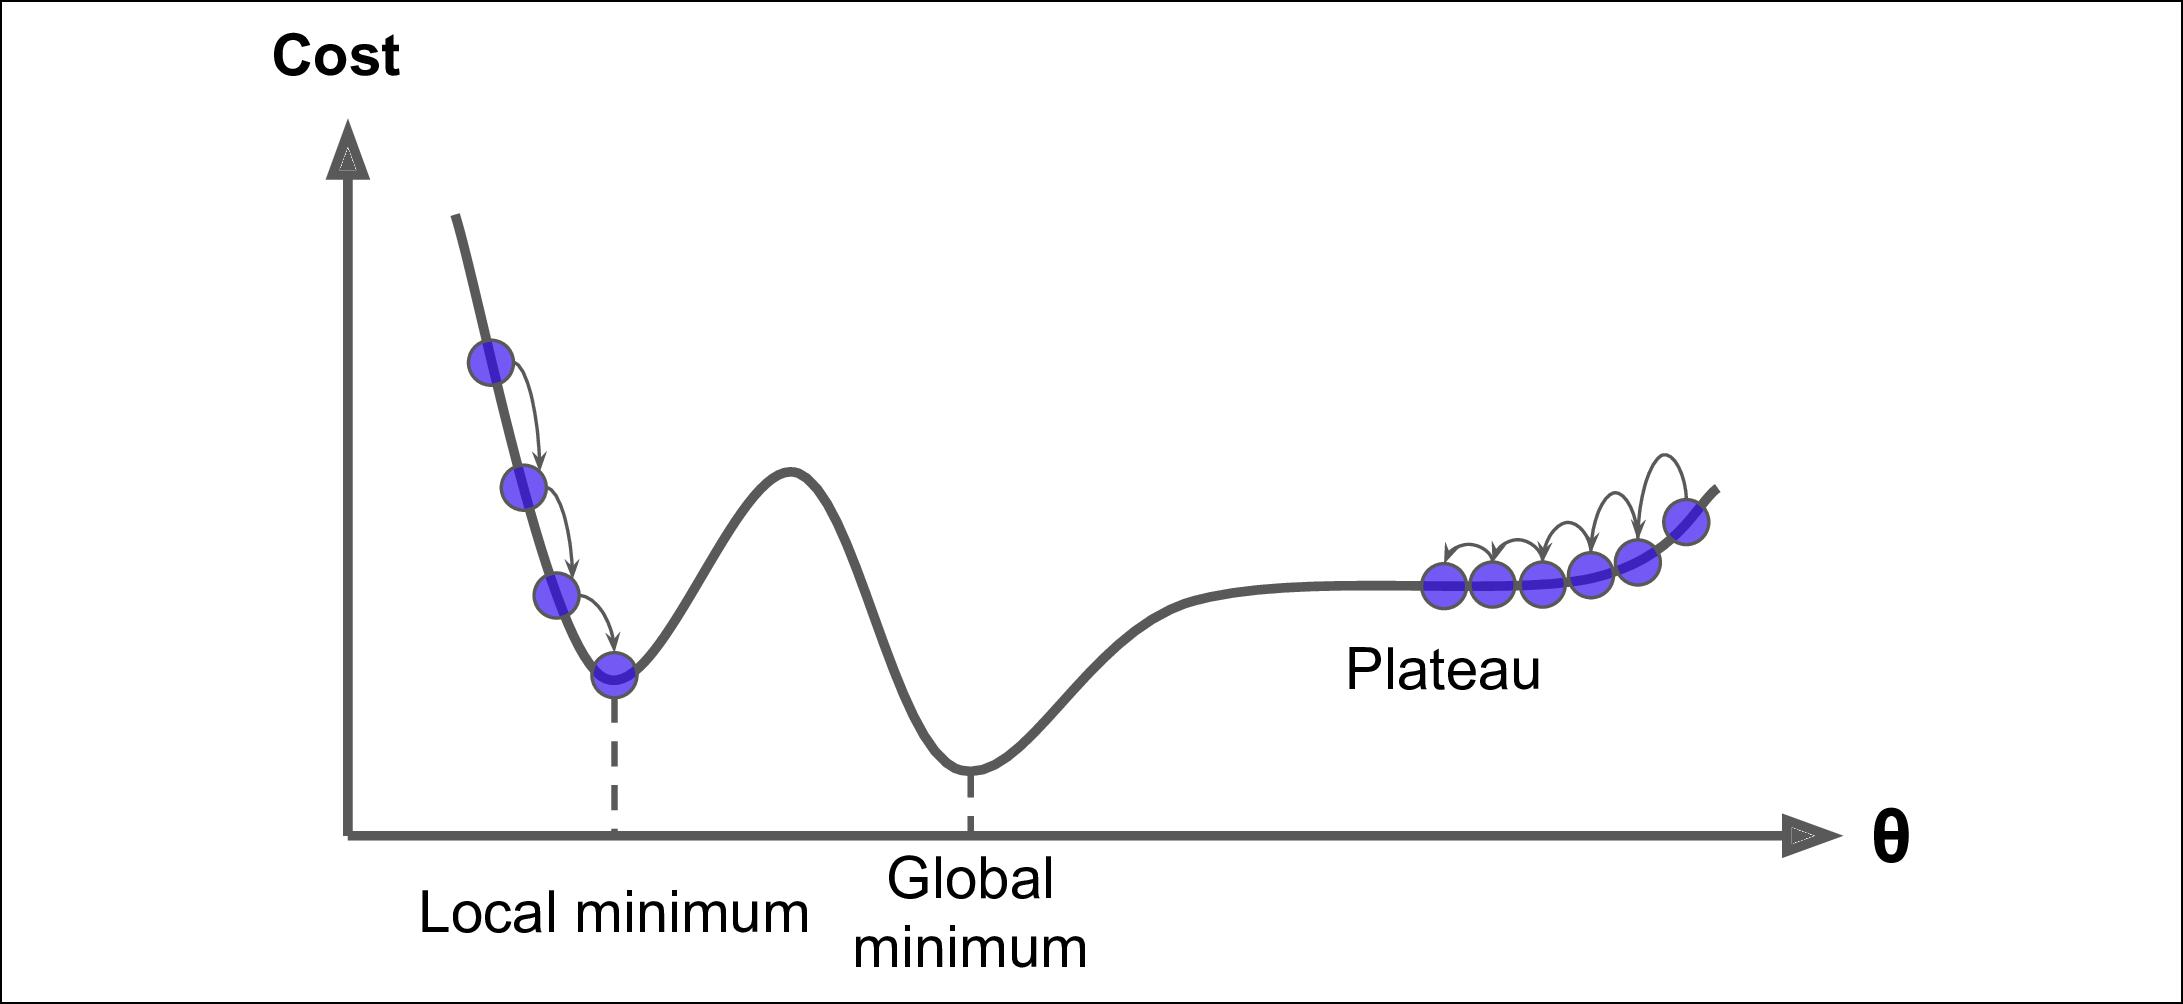 Cost
Plateau
θ
Local minimum
Global
minimum